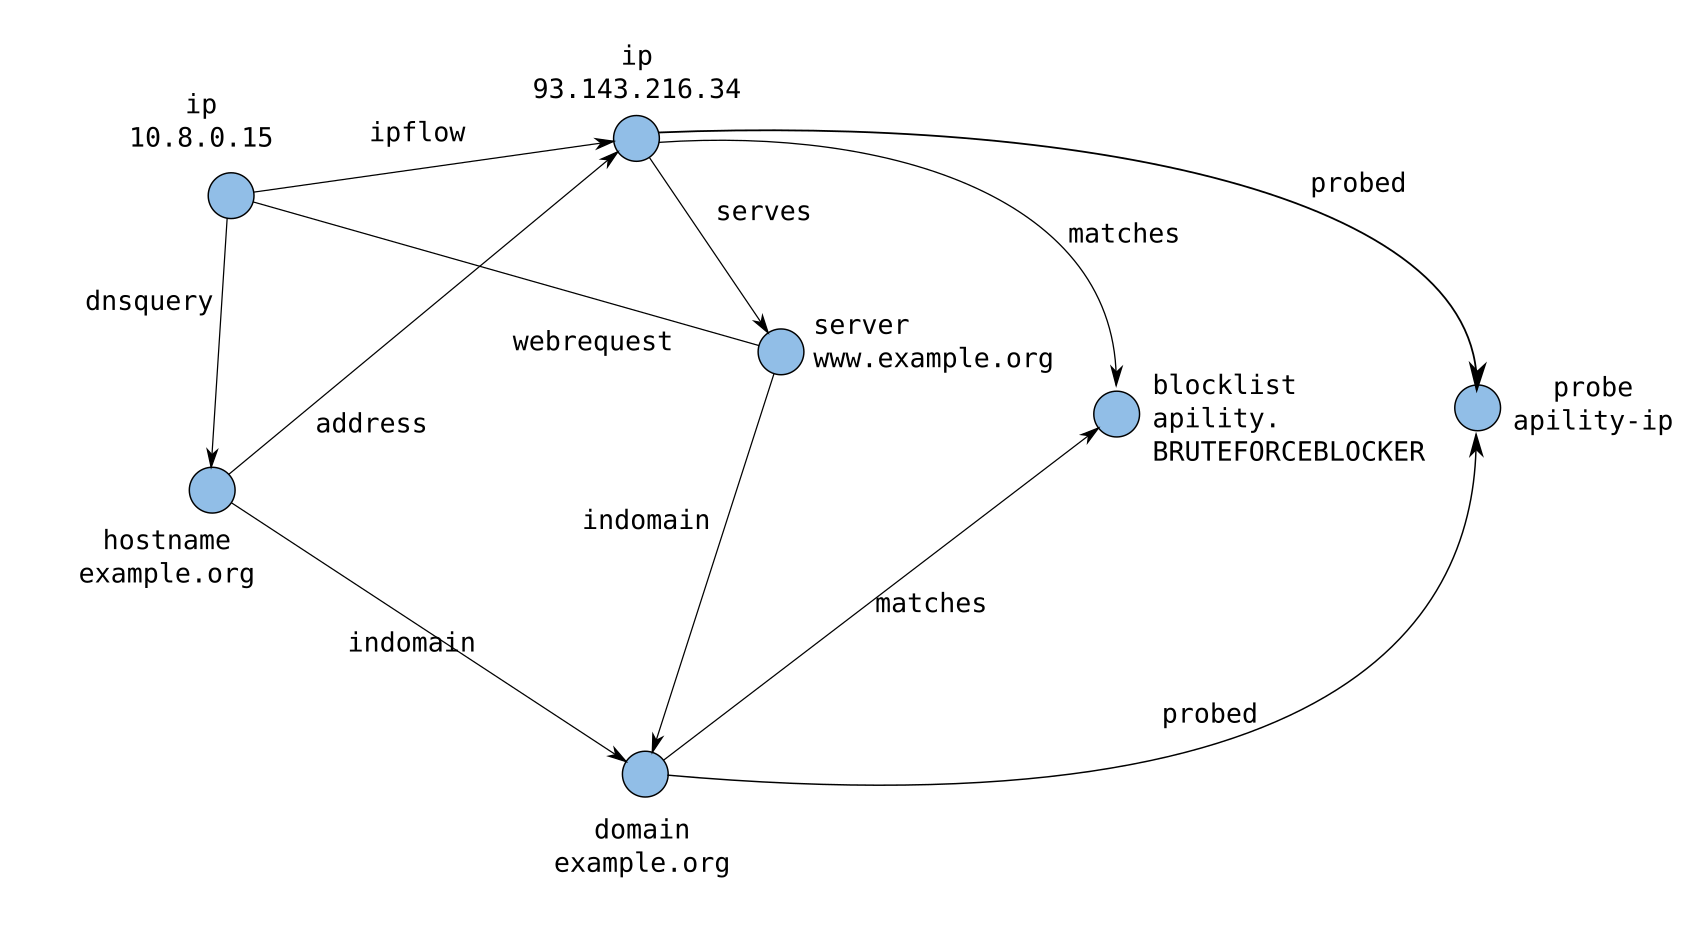 ip
93.143.216.34
ip
10.8.0.15
ipflow
probed
serves
matches
dnsquery
webrequest
server
www.example.org
address
blocklist
apility.
BRUTEFORCEBLOCKER
probe
apility-ip
indomain
hostname
example.org
matches
indomain
probed
domain
example.org